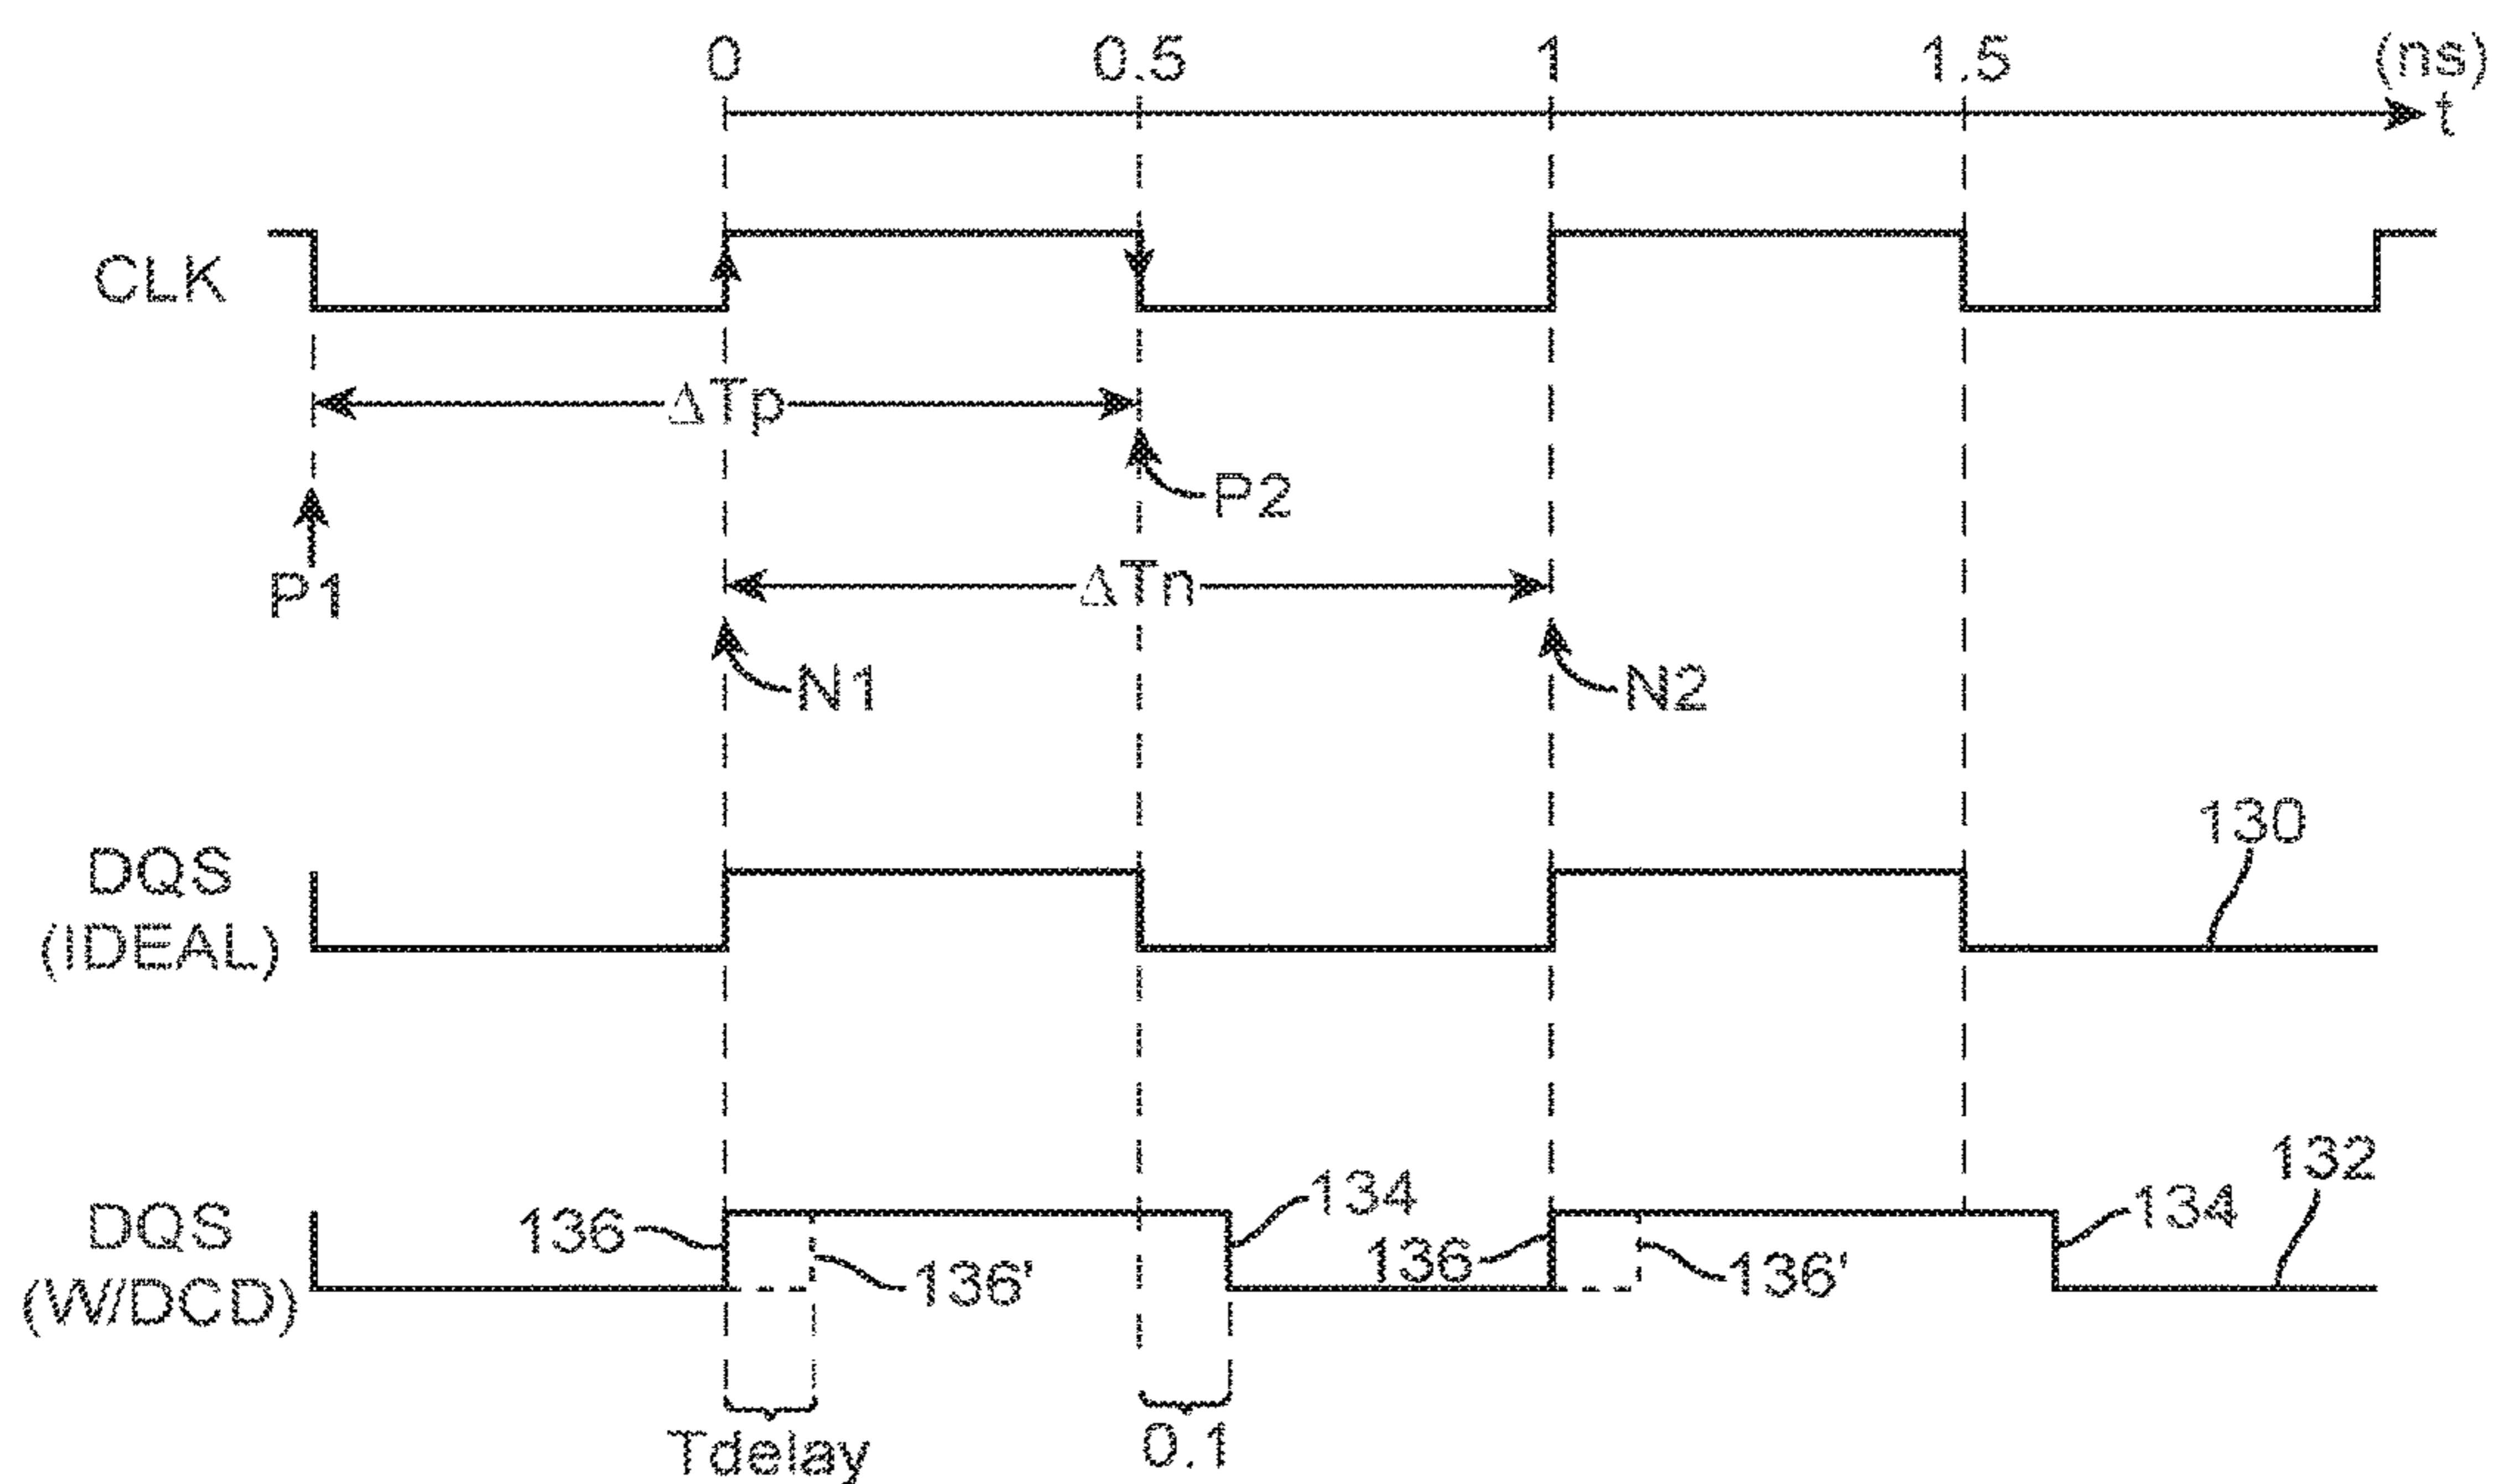 0 0.5 1 1.5 (ns)
t
CLK
ΔTp
P2
P1
ΔTn
N1 N2
130
DQS
(IDEAL)
132
DQS
(W/DCD)
136 136' 134 136 136' 134
Tdelay 0.1